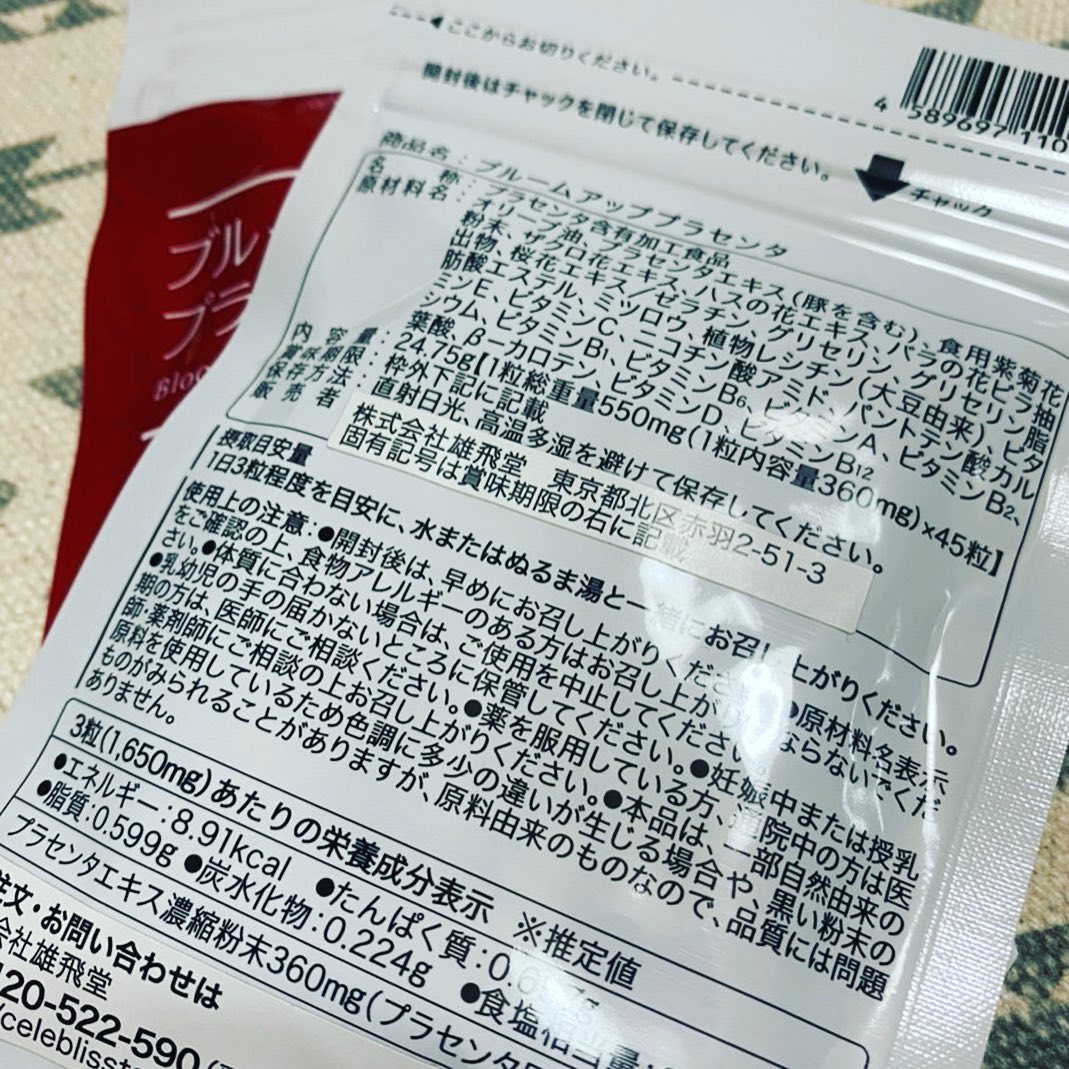 ここからお切りください。
開封後はチャックを閉じて保存してください。
チャック
4 589697 110
商品名：ブルームアッププラセンタ
名称：プラセンタ含有加工食品
原材料名：オリーブ油、プラセンタエキス（豚を含む）、食用紫菊花
粉末、ザクロ花エキス、ハスの花エキス、バラの花びら抽
出物、桜花エキス／ゼラチン、グリセリン、グリセリン脂
肪酸エステル、ミツロウ、植物レシチン（大豆由来）、ビタ
ミンE、ビタミンC、ニコチン酸アミド、パントテン酸カル
シウム、ビタミンB1、ビタミンB6、ビタミンA、ビタミンB2、
葉酸、β－カロテン、ビタミンD、ビタミンB12
内容量：24.75g【1粒総重量550mg（1粒内容量360mg）×45粒】
賞味期限：枠外下記に記載
保存方法：直射日光、高温多湿を避けて保存してください。
販売者：株式会社雄飛堂 東京都北区赤羽2-51-3
固有記号は賞味期限の右に記載
摂取目安量
1日3粒程度を目安に、水またはぬるま湯と一緒にお召し上がりください。
使用上の注意：●開封後は、早めにお召し上がりください。●原材料名表示
をご確認の上、食物アレルギーのある方はお召し上がりにならないでくだ
さい。●体質に合わない場合は、ご使用を中止してください。●妊娠中または授乳
期の方は、医師にご相談ください。●薬を服用している方、通院中の方は医
師・薬剤師にご相談の上お召し上がりください。●本品は、一部自然由来の
●乳幼児の手の届かないところに保管してください。
原料を使用しているため色調に多少の違いが生じる場合や、黒い粉末の
ものがみられることがありますが、原料由来のものなので、品質には問題
ありません。
3粒（1,650mg）あたりの栄養成分表示 ※推定値
●エネルギー：8.91kcal ●たんぱく質：0.6
●脂質：0.599g ●炭水化物：0.224g ●食塩相当量：
プラセンタエキス濃縮粉末360mg（プラセンタ
注文・お問い合わせは
会社雄飛堂
20-522-590
/celeblisst
ブル
プラ
Bloo